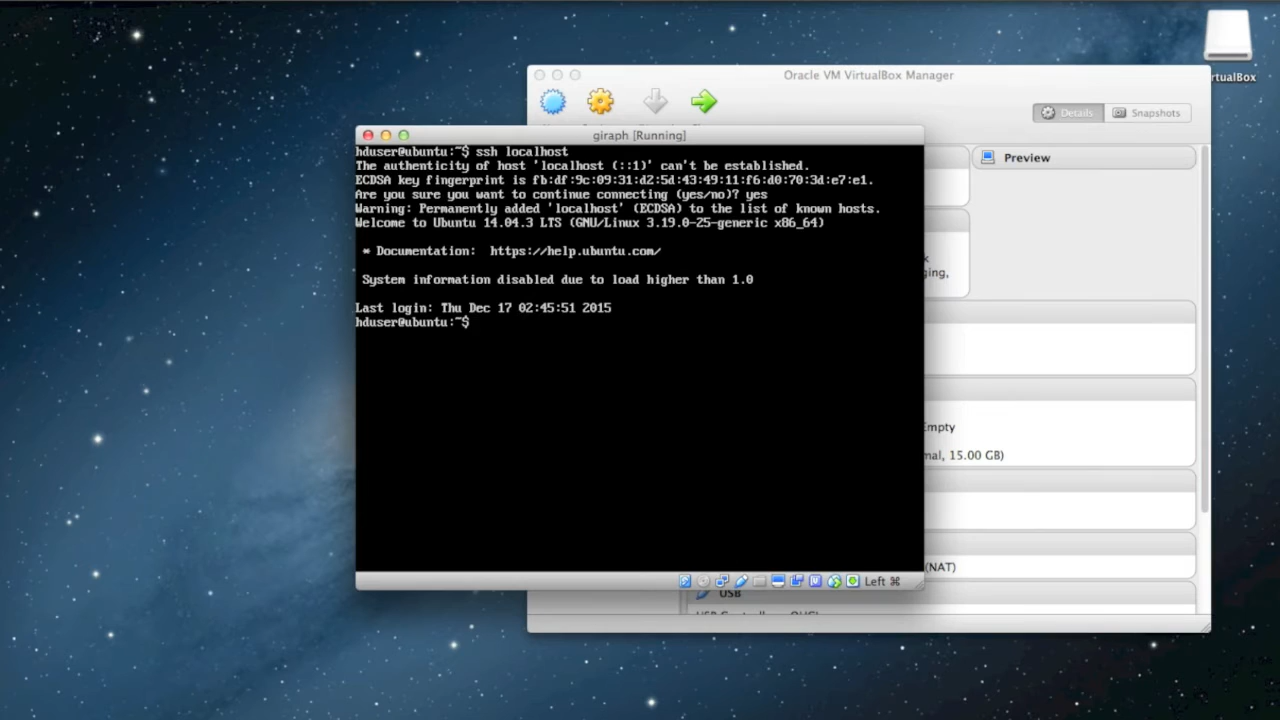 rtualBox
Oracle VM VirtualBox Manager
Details
Snapshots
giraph [Running]
Preview
hduser@ubuntu:~$ ssh localhost
The authenticity of host 'localhost (::1)' can't be established.
ECDSA key fingerprint is fb:df:9c:09:31:d2:5d:43:49:11:f6:d0:70:3d:e7:e1.
Are you sure you want to continue connecting (yes/no)? yes
Warning: Permanently added 'localhost' (ECDSA) to the list of known hosts.
Welcome to Ubuntu 14.04.3 LTS (GNU/Linux 3.19.0-25-generic x86_64)
* Documentation: https://help.ubuntu.com/
System information disabled due to load higher than 1.0
Last login: Thu Dec 17 02:45:51 2015
hduser@ubuntu:~$
ging,
Empty
mal, 15.00 GB)
(NAT)
Left ⌘
USB